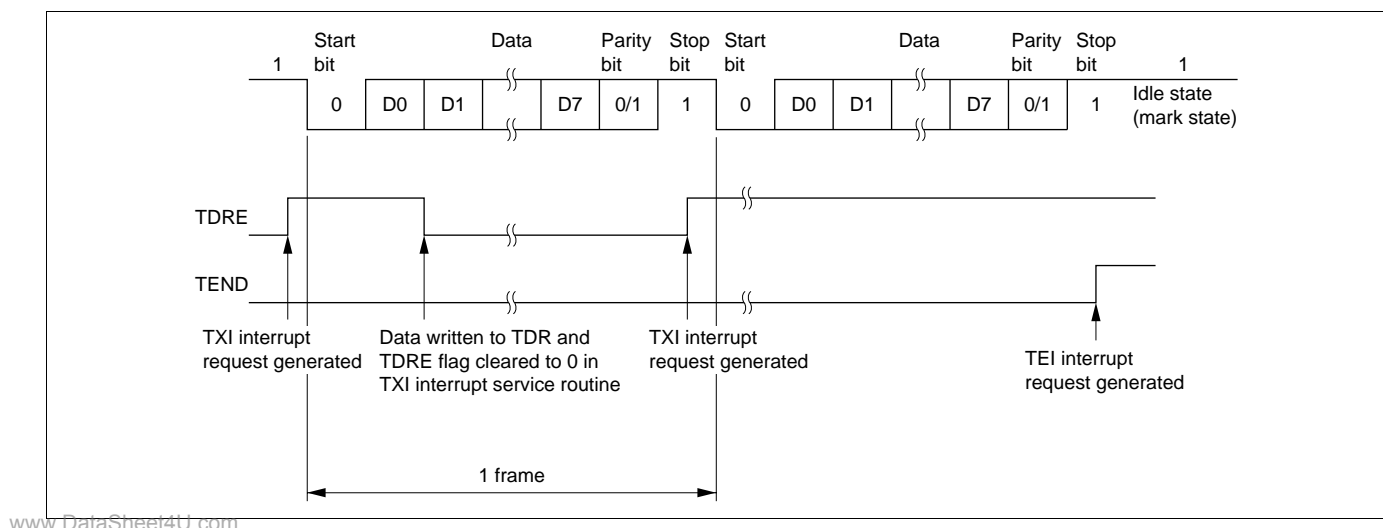 Start bit Data Parity bit Stop bit Start bit Data Parity bit Stop bit
1 1
0 D0 D1 D7 0/1 1 0 D0 D1 D7 0/1 1
Idle state
(mark state)
TDRE
TEND
TXI interrupt
request generated
Data written to TDR and
TDRE flag cleared to 0 in
TXI interrupt service routine
TXI interrupt
request generated
TEI interrupt
request generated
1 frame
www.DataSheet4U.com